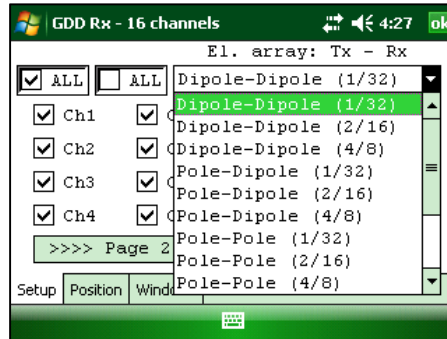 GDD Rx - 16 channels 4:27 ok
El. array: Tx - Rx
ALL ALL Dipole-Dipole (1/32)
Dipole-Dipole (1/32)
Ch1
Dipole-Dipole (2/16)
Ch2
Dipole-Dipole (4/8)
Pole-Dipole (1/32)
Ch3
Pole-Dipole (2/16)
Ch4
Pole-Dipole (4/8)
Pole-Pole (1/32)
>>>> Page 2
Pole-Pole (2/16)
Pole-Pole (4/8)
Setup Position